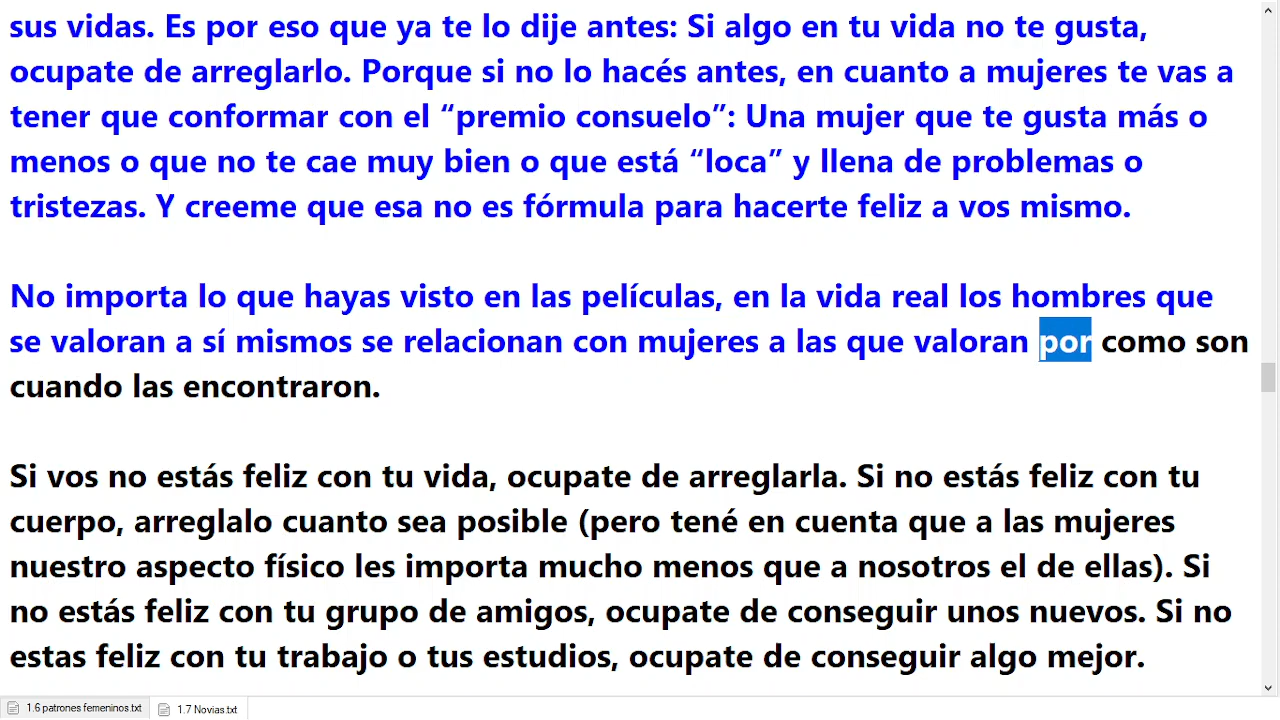 sus vidas. Es por eso que ya te lo dije antes: Si algo en tu vida no te gusta,
ocupate de arreglarlo. Porque si no lo hacés antes, en cuanto a mujeres te vas a
tener que conformar con el “premio consuelo”: Una mujer que te gusta más o
menos o que no te cae muy bien o que está “loca” y llena de problemas o
tristezas. Y creeme que esa no es fórmula para hacerte feliz a vos mismo.
No importa lo que hayas visto en las películas, en la vida real los hombres que
se valoran a sí mismos se relacionan con mujeres a las que valoran por como son
cuando las encontraron.
Si vos no estás feliz con tu vida, ocupate de arreglarla. Si no estás feliz con tu
cuerpo, arreglalo cuanto sea posible (pero tené en cuenta que a las mujeres
nuestro aspecto físico les importa mucho menos que a nosotros el de ellas). Si
no estás feliz con tu grupo de amigos, ocupate de conseguir unos nuevos. Si no
estas feliz con tu trabajo o tus estudios, ocupate de conseguir algo mejor.
1.6 patrones femeninos.txt
1.7 Novias.txt